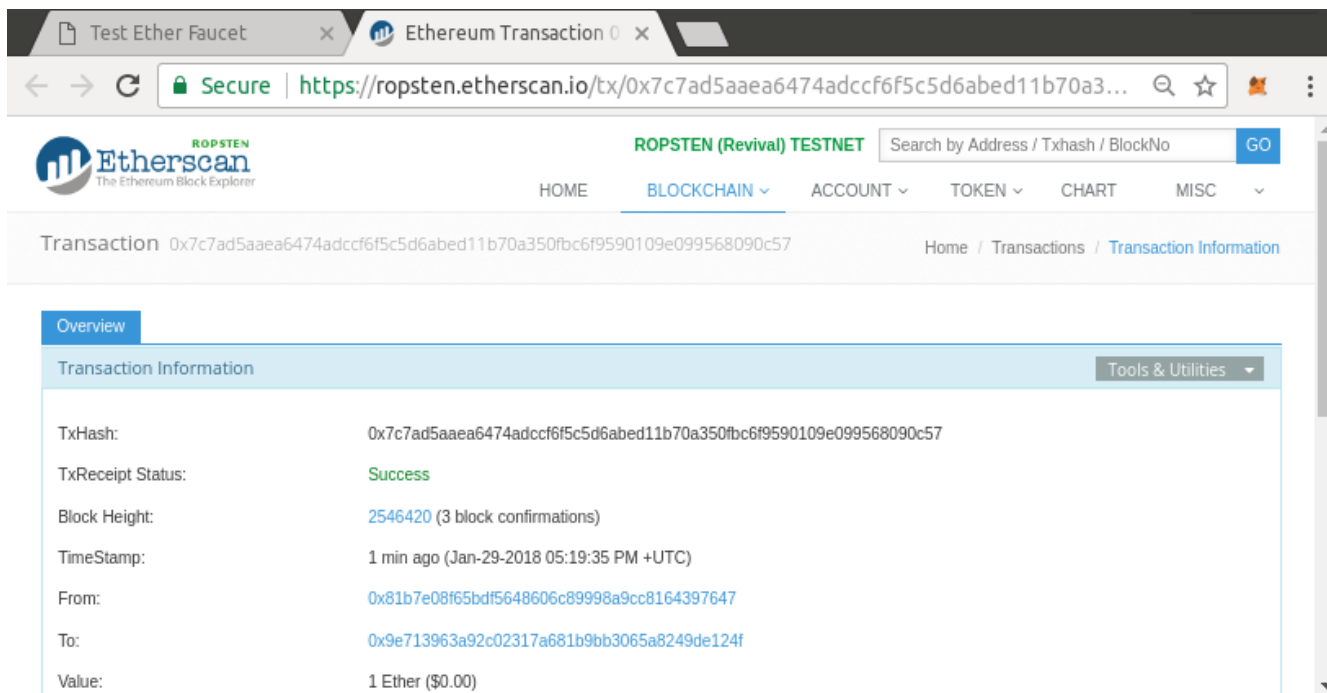 Test Ether Faucet
Ethereum Transaction 0
Secure
https://ropsten.etherscan.io/tx/0x7c7ad5aaea6474adccf6f5c5d6abed11b70a3...
ROPSTEN
Etherscan
The Ethereum Block Explorer
ROPSTEN (Revival) TESTNET
Search by Address / Txhash / BlockNo
GO
HOME BLOCKCHAIN ACCOUNT TOKEN CHART MISC
Transaction 0x7c7ad5aaea6474adccf6f5c5d6abed11b70a350fbc6f9590109e099568090c57
Home / Transactions / Transaction Information
Overview
Transaction Information
Tools & Utilities
TxHash: 0x7c7ad5aaea6474adccf6f5c5d6abed11b70a350fbc6f9590109e099568090c57
TxReceipt Status: Success
Block Height: 2546420 (3 block confirmations)
TimeStamp: 1 min ago (Jan-29-2018 05:19:35 PM +UTC)
From: 0x81b7e08f65bdf5648606c89998a9cc8164397647
To: 0x9e713963a92c02317a681b9bb3065a8249de124f
Value: 1 Ether ($0.00)